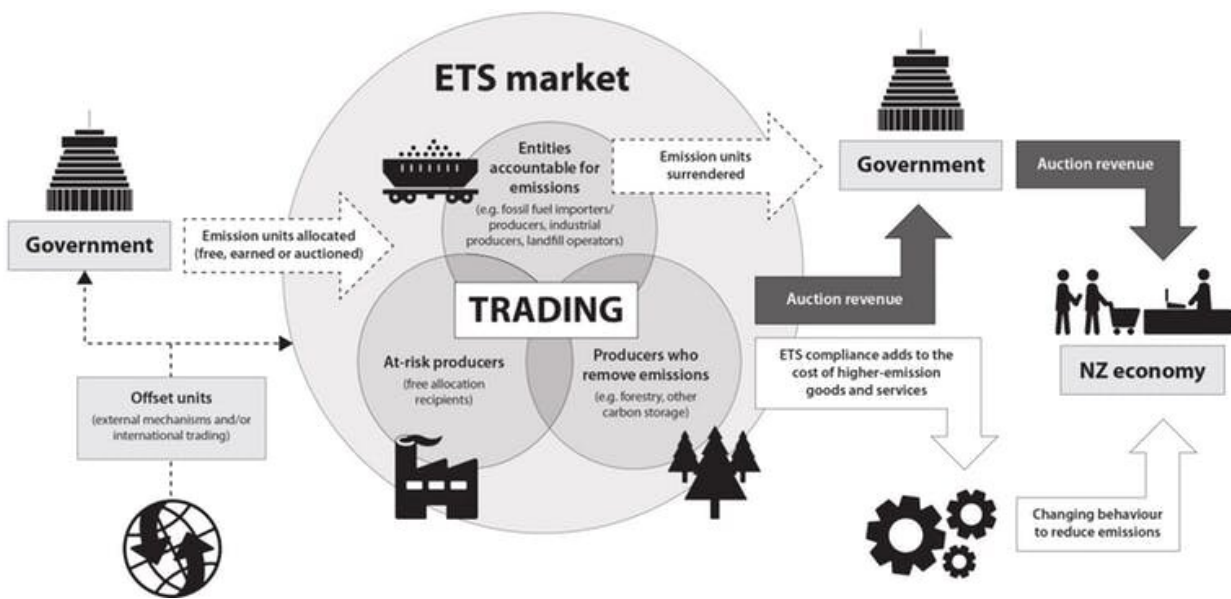 ETS market
Entities
accountable for
emissions
(e.g. fossil fuel importers/
producers, industrial
producers, landfill operators)
Emission units
surrendered
Government
Auction revenue
Government
Emission units allocated
(free, earned or auctioned)
TRADING
Auction revenue
At-risk producers
(free allocation
recipients)
Producers who
remove emissions
(e.g. forestry, other
carbon storage)
ETS compliance adds to the
cost of higher-emission
goods and services
NZ economy
Offset units
(external mechanisms and/or
international trading)
Changing behaviour
to reduce emissions